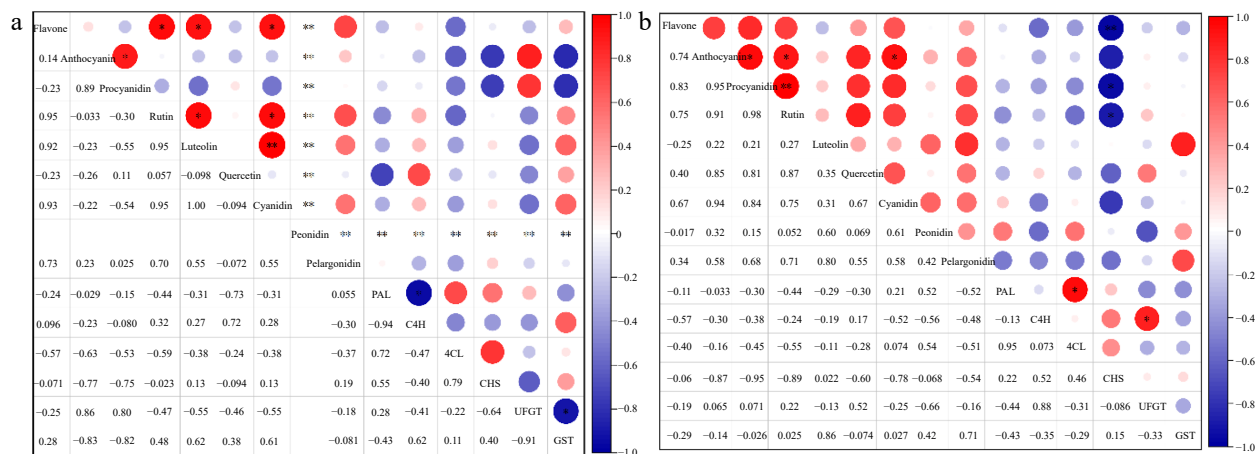 a
Flavone * * * **
0.14 Anthocyanin * **
−0.23 0.89 Procyanidin **
0.95 −0.033 −0.30 Rutin * * **
0.92 −0.23 −0.55 0.95 Luteolin ** **
−0.23 −0.26 0.11 0.057 −0.098 Quercetin **
0.93 −0.22 −0.54 0.95 1.00 −0.094 Cyanidin **
Peonidin ** ** ** ** ** ** **
0.73 0.23 0.025 0.70 0.55 −0.072 0.55 Pelargonidin
−0.24 −0.029 −0.15 −0.44 −0.31 −0.73 −0.31 0.055 PAL *
0.096 −0.23 −0.080 0.32 0.27 0.72 0.28 −0.30 −0.94 C4H
−0.57 −0.63 −0.53 −0.59 −0.38 −0.24 −0.38 −0.37 0.72 −0.47 4CL
−0.071 −0.77 −0.75 −0.023 0.13 −0.094 0.13 0.19 0.55 −0.40 0.79 CHS
−0.25 0.86 0.80 −0.47 −0.55 −0.46 −0.55 −0.18 0.28 −0.41 −0.22 −0.64 UFGT *
0.28 −0.83 −0.82 0.48 0.62 0.38 0.61 −0.081 −0.43 0.62 0.11 0.40 −0.91 GST
1.0
0.8
0.6
0.4
0.2
0
−0.2
−0.4
−0.6
−0.8
−1.0
b
Flavone **
0.74 Anthocyanin * * *
0.83 0.95 Procyanidin ** *
0.75 0.91 0.98 Rutin *
−0.25 0.22 0.21 0.27 Luteolin
0.40 0.85 0.81 0.87 0.35 Quercetin
0.67 0.94 0.84 0.75 0.31 0.67 Cyanidin
−0.017 0.32 0.15 0.052 0.60 0.069 0.61 Peonidin
0.34 0.58 0.68 0.71 0.80 0.55 0.58 0.42 Pelargonidin
−0.11 −0.033 −0.30 −0.44 −0.29 −0.30 0.21 0.52 −0.52 PAL *
−0.57 −0.30 −0.38 −0.24 −0.19 0.17 −0.52 −0.56 −0.48 −0.13 C4H *
−0.40 −0.16 −0.45 −0.55 −0.11 −0.28 0.074 0.54 −0.51 0.95 0.073 4CL
−0.06 −0.87 −0.95 −0.89 0.022 −0.60 −0.78 −0.068 −0.54 0.22 0.52 0.46 CHS
−0.19 0.065 0.071 0.22 −0.13 0.52 −0.25 −0.66 −0.16 −0.44 0.88 −0.31 −0.086 UFGT
−0.29 −0.14 −0.026 0.025 0.86 −0.074 0.027 0.42 0.71 −0.43 −0.35 −0.29 0.15 −0.33 GST
1.0
0.8
0.6
0.4
0.2
0
−0.2
−0.4
−0.6
−0.8
−1.0